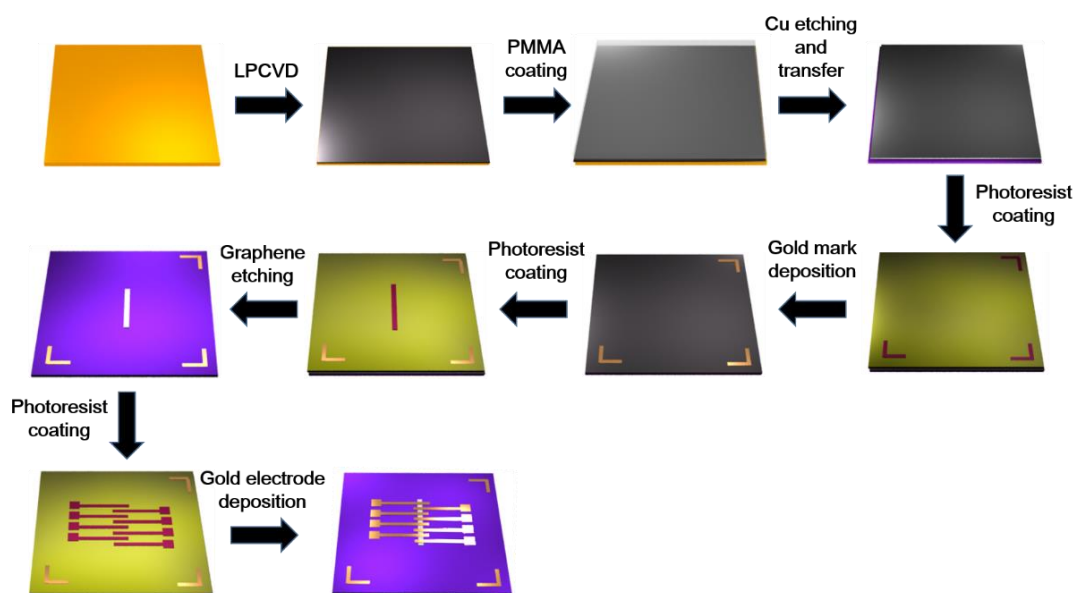 LPCVD
PMMA
coating
Cu etching
and
transfer
Photoresist
coating
Gold mark
deposition
Photoresist
coating
Graphene
etching
Photoresist
coating
Gold electrode
deposition